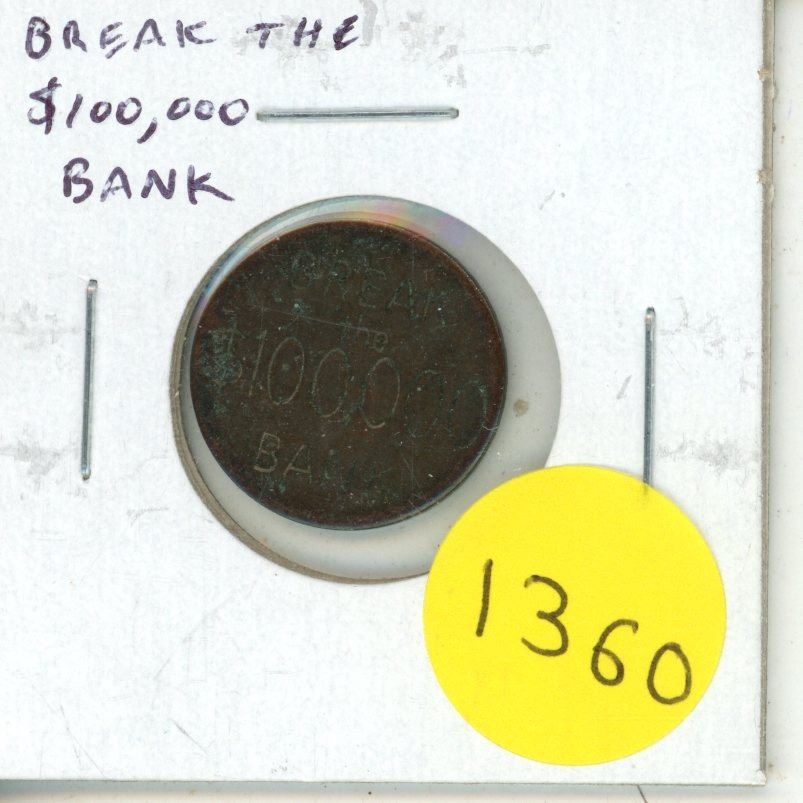 BREAK THE
$100,000
BANK
BREAK
the
$100,000
BANK
1360